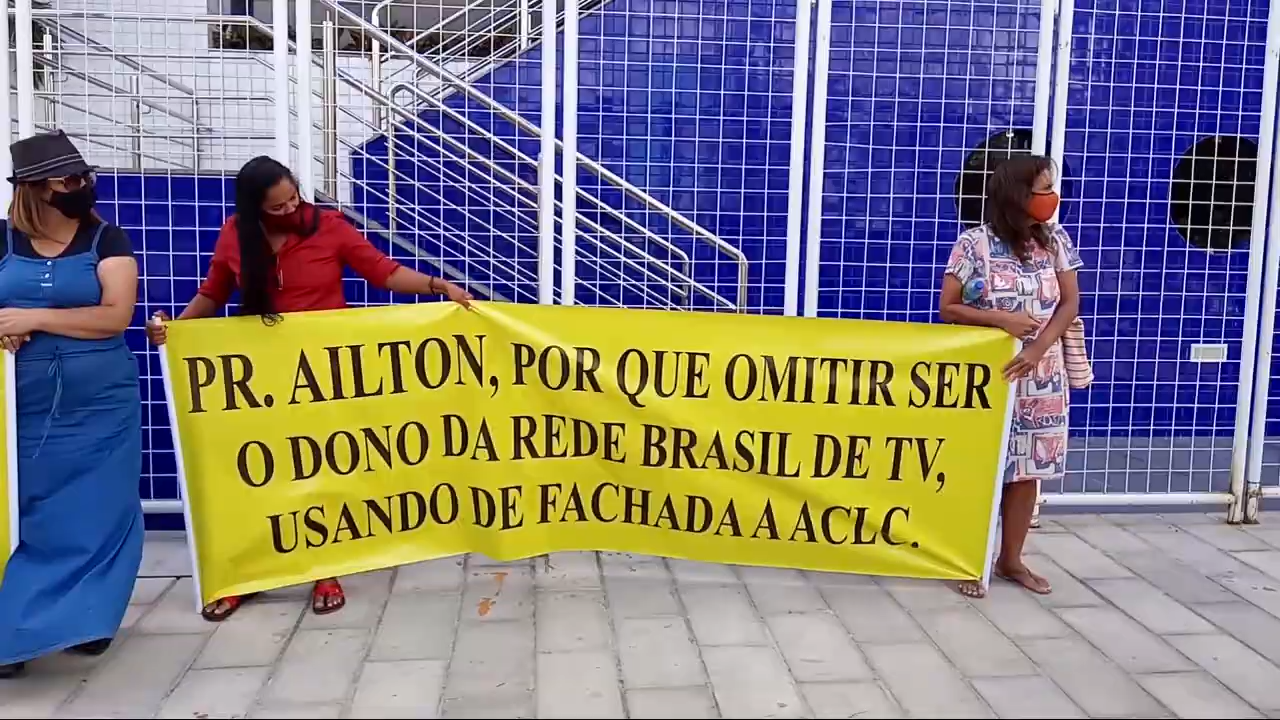 PR. AILTON, POR QUE OMITIR SER
O DONO DA REDE BRASIL DE TV,
USANDO DE FACHADA A ACLC.